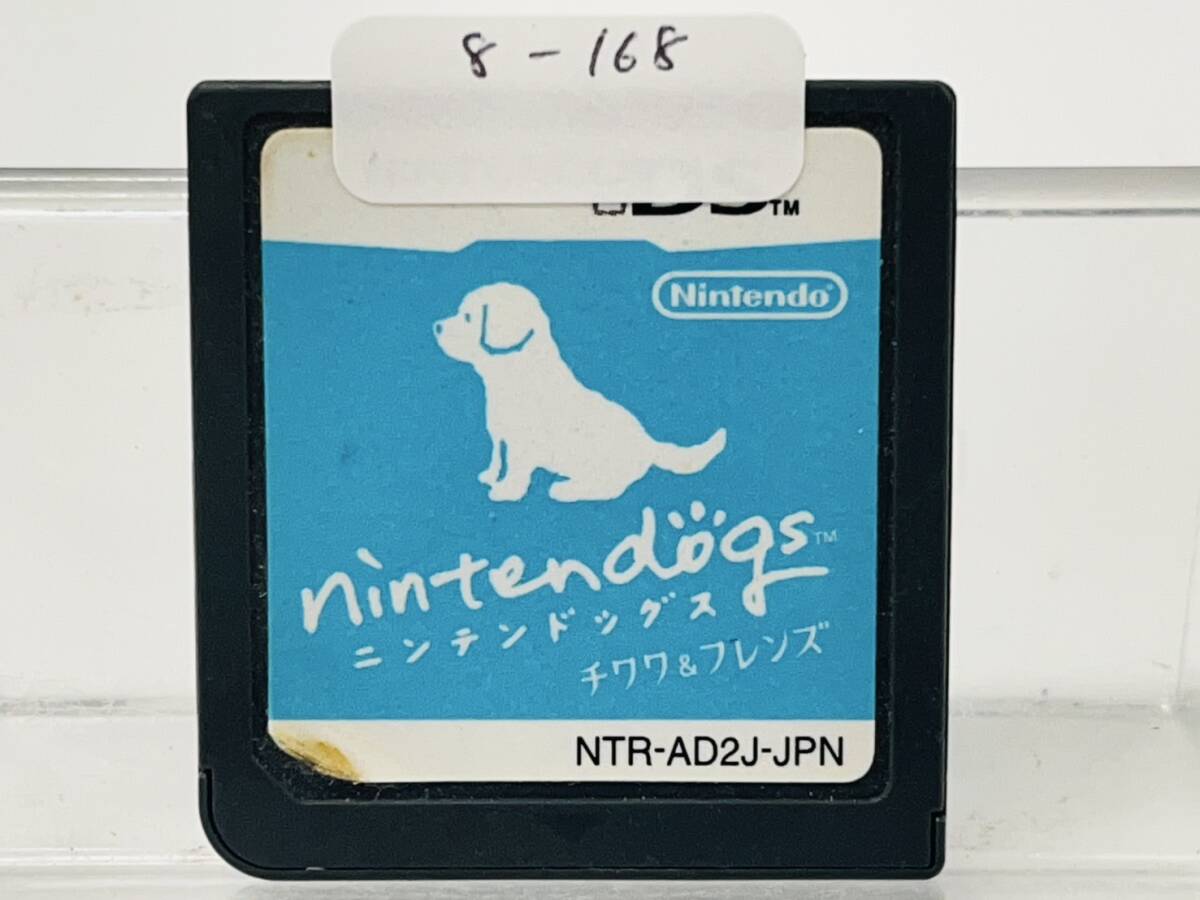 8-168
DS™
Nintendo®
nintendogs™
ニンテンドッグス
チワワ&フレンズ
NTR-AD2J-JPN